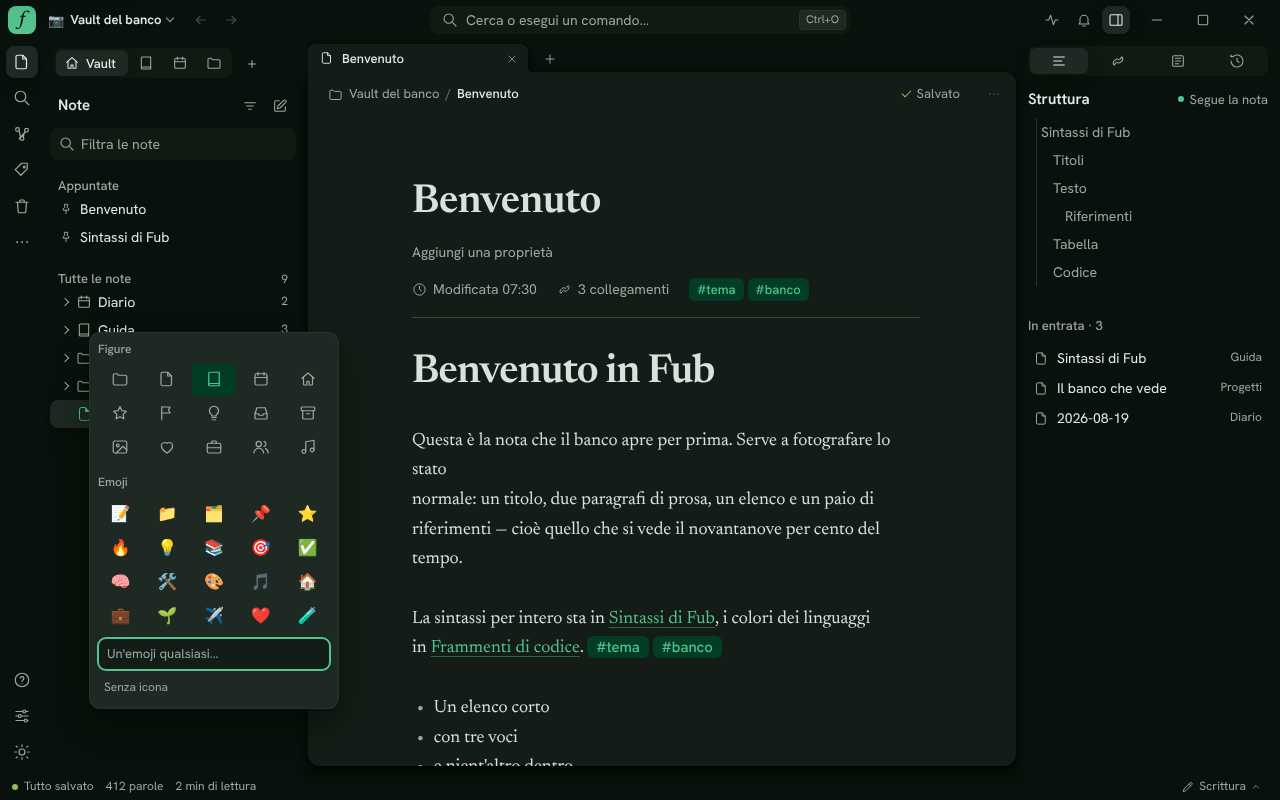 Vault del banco
Cerca o esegui un comando...
Ctrl+O
Vault
Benvenuto
Note
Filtra le note
Appuntate
Benvenuto
Sintassi di Fub
Tutte le note 9
Diario 2
Guida 3
Figure
Emoji
Un'emoji qualsiasi...
Senza icona
Vault del banco / Benvenuto
Salvato
Benvenuto
Aggiungi una proprietà
Modificata 07:30
3 collegamenti
#tema
#banco
Benvenuto in Fub
Questa è la nota che il banco apre per prima. Serve a fotografare lo
stato
normale: un titolo, due paragrafi di prosa, un elenco e un paio di
riferimenti — cioè quello che si vede il novantanove per cento del
tempo.
La sintassi per intero sta in Sintassi di Fub, i colori dei linguaggi
in Frammenti di codice. #tema #banco
• Un elenco corto
• con tre voci
• e nient'altro dentro
Struttura
Segue la nota
Sintassi di Fub
Titoli
Testo
Riferimenti
Tabella
Codice
In entrata · 3
Sintassi di Fub Guida
Il banco che vede Progetti
2026-08-19 Diario
Tutto salvato
412 parole
2 min di lettura
Scrittura